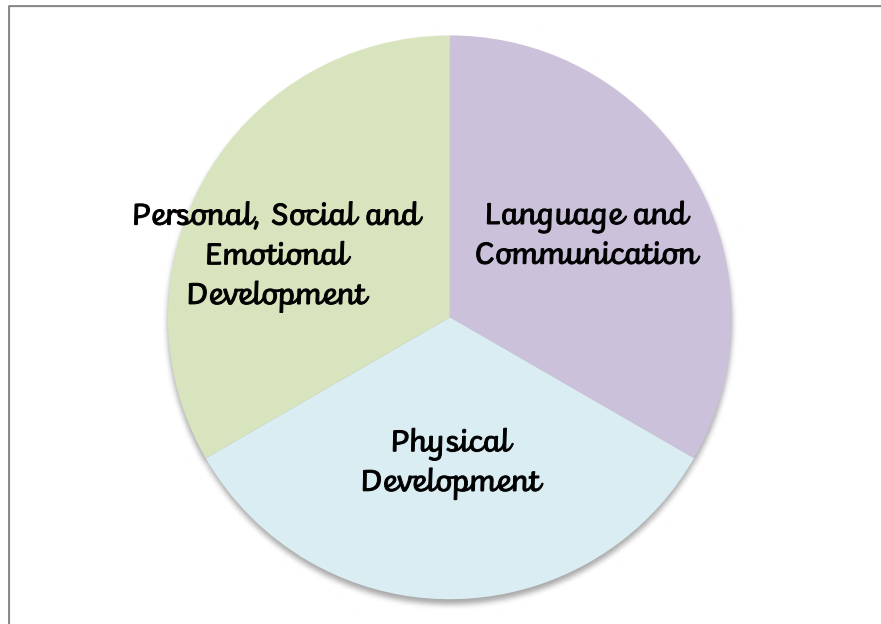 Personal, Social and
Emotional
Development
Language and
Communication
Physical
Development